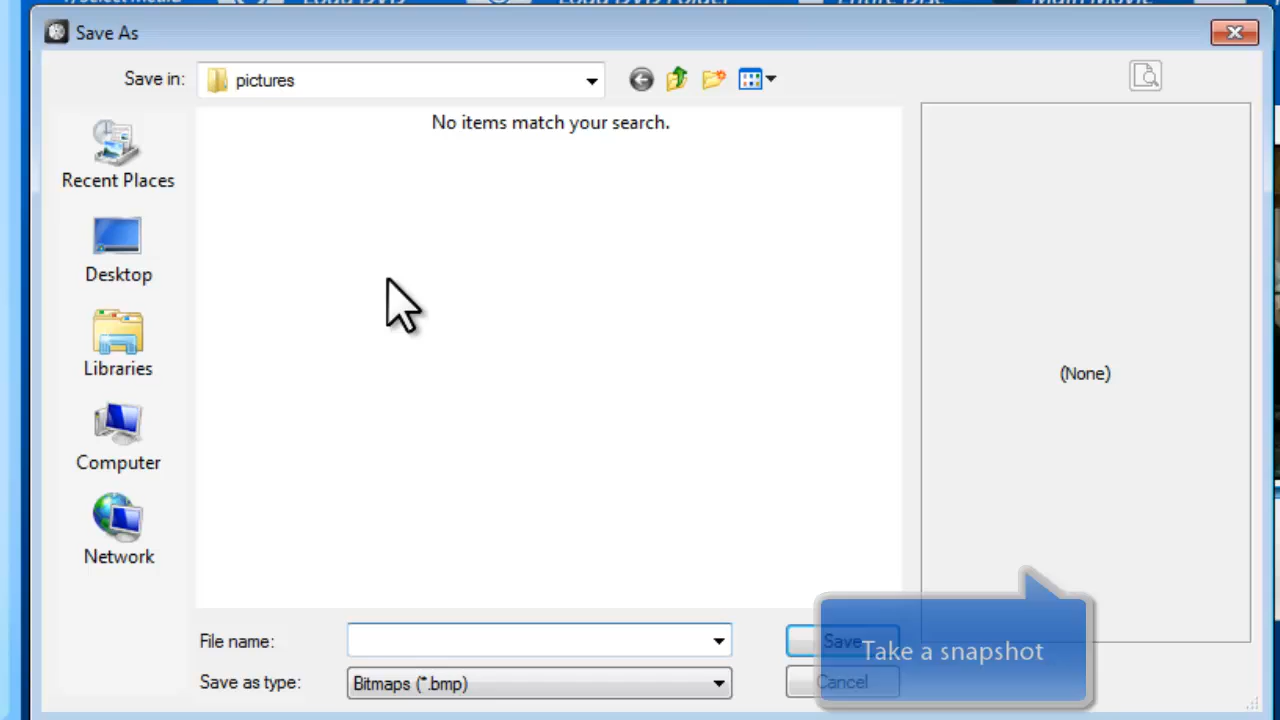 Save As
Save in: pictures
No items match your search.
Recent Places
Desktop
Libraries
(None)
Computer
Network
File name: Save
Take a snapshot
Save as type: Bitmaps (*.bmp) Cancel